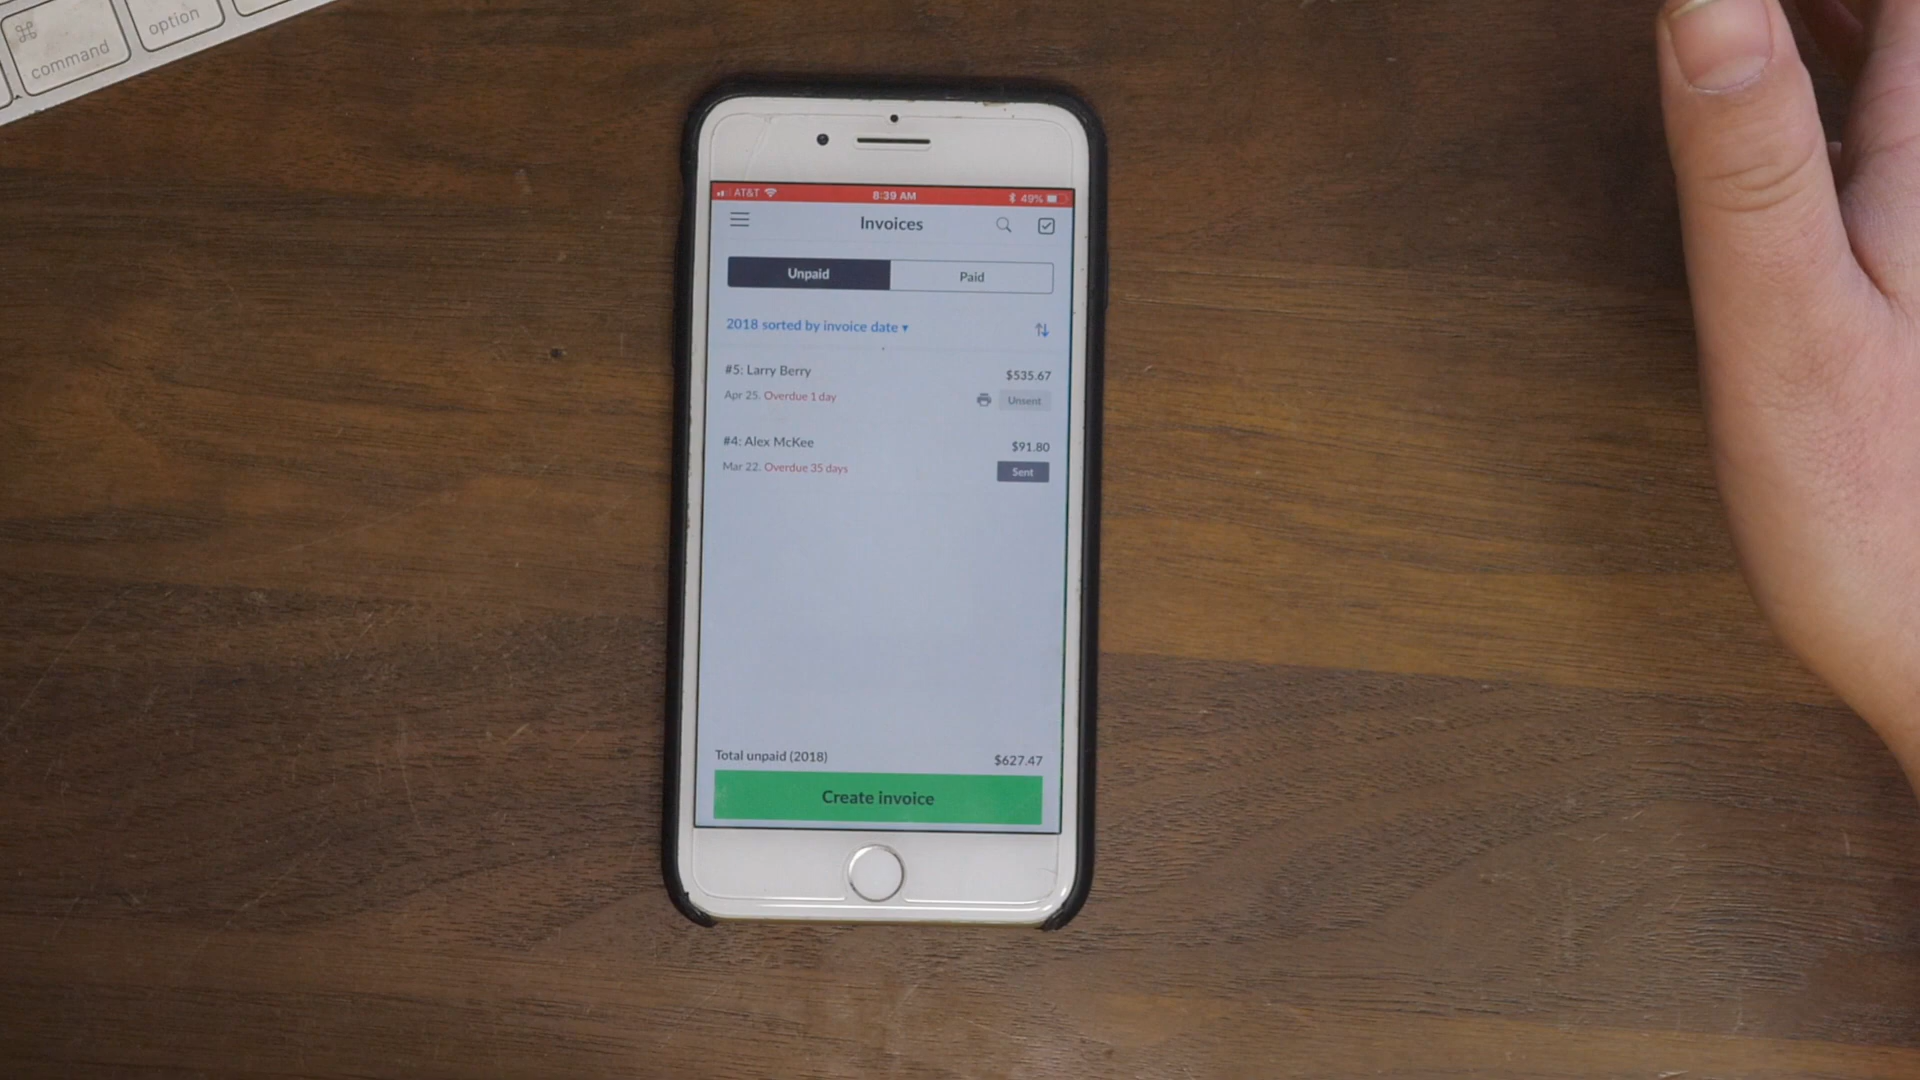 ⌘
command
option
AT&T
8:39 AM
49%
Invoices
Unpaid
Paid
2018 sorted by invoice date ▾
#5: Larry Berry
$535.67
Apr 25. Overdue 1 day
Unsent
#4: Alex McKee
$91.80
Mar 22. Overdue 35 days
Sent
Total unpaid (2018)
$627.47
Create invoice